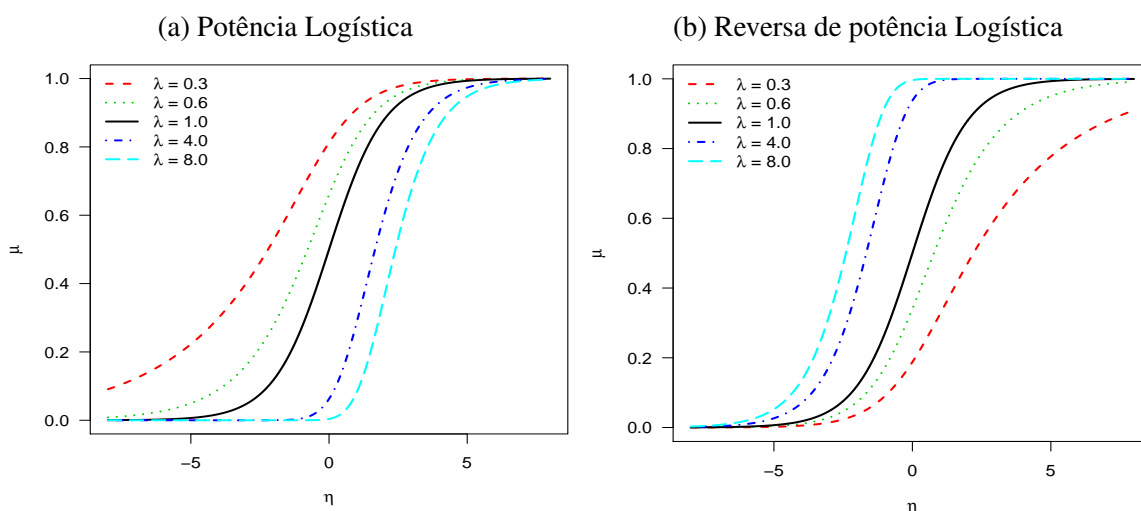 (a) Potência Logística
1.0
0.8
0.6
0.4
0.2
0.0
μ
λ = 0.3
λ = 0.6
λ = 1.0
λ = 4.0
λ = 8.0
−5
0
5
η
(b) Reversa de potência Logística
1.0
0.8
0.6
0.4
0.2
0.0
μ
λ = 0.3
λ = 0.6
λ = 1.0
λ = 4.0
λ = 8.0
−5
0
5
η